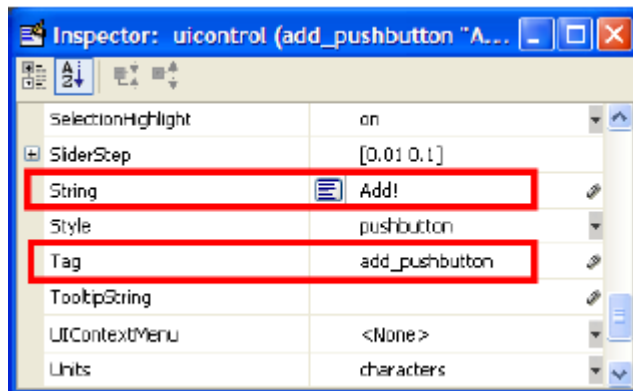 Inspector: uicontrol (add_pushbutton "A...
SelectionHighlight on
SliderStep [0.01 0.1]
String Add!
Style pushbutton
Tag add_pushbutton
TooltipString
UIContextMenu <None>
Units characters